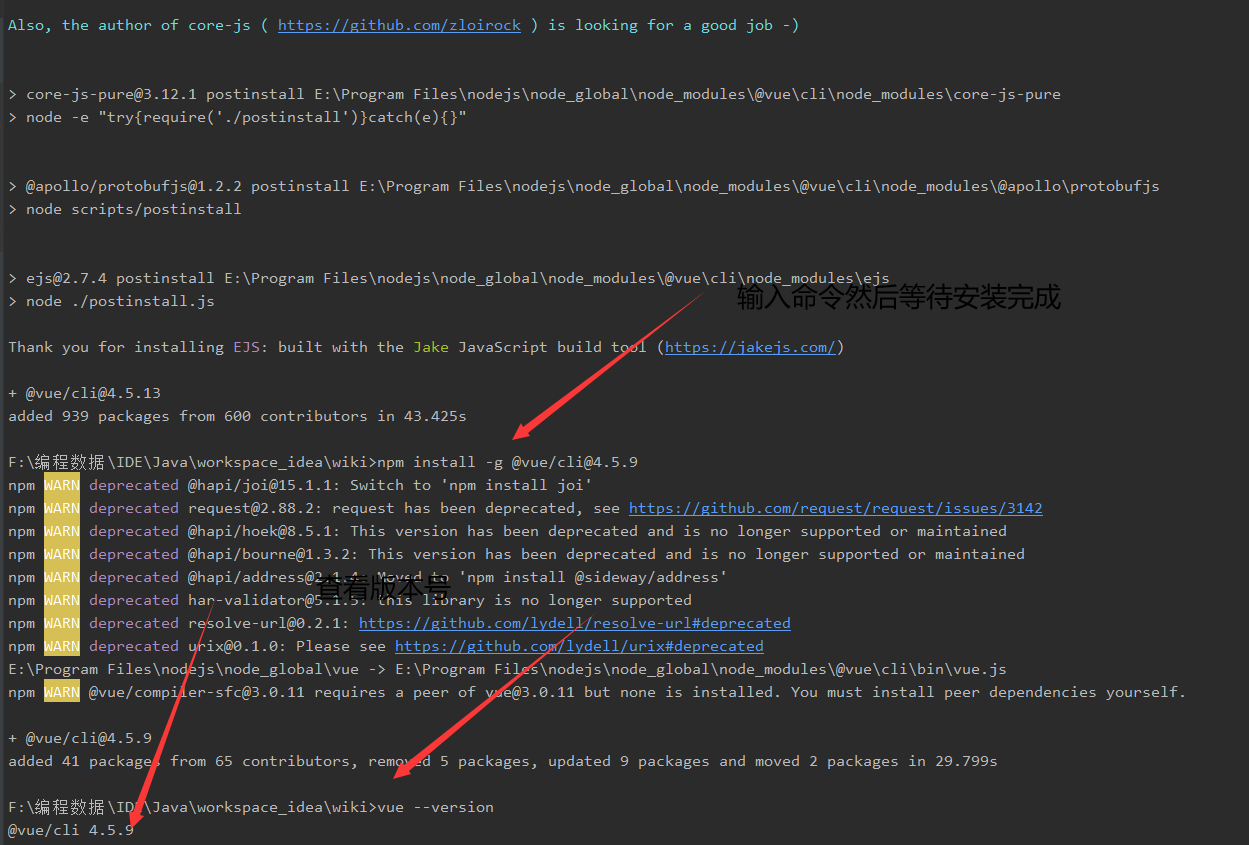 Also, the author of core-js ( https://github.com/zloirock ) is looking for a good job -)
> core-js-pure@3.12.1 postinstall E:\Program Files\nodejs\node_global\node_modules\@vue\cli\node_modules\core-js-pure
> node -e "try{require('./postinstall')}catch(e){}"
> @apollo/protobufjs@1.2.2 postinstall E:\Program Files\nodejs\node_global\node_modules\@vue\cli\node_modules\@apollo\protobufjs
> node scripts/postinstall
> ejs@2.7.4 postinstall E:\Program Files\nodejs\node_global\node_modules\@vue\cli\node_modules\ejs
> node ./postinstall.js
输入命令然后等待安装完成
Thank you for installing EJS: built with the Jake JavaScript build tool (https://jakejs.com/)
+ @vue/cli@4.5.13
added 939 packages from 600 contributors in 43.425s
F:\编程数据\IDE\Java\workspace_idea\wiki>npm install -g @vue/cli@4.5.9
npm WARN deprecated @hapi/joi@15.1.1: Switch to 'npm install joi'
npm WARN deprecated request@2.88.2: request has been deprecated, see https://github.com/request/request/issues/3142
npm WARN deprecated @hapi/hoek@8.5.1: This version has been deprecated and is no longer supported or maintained
npm WARN deprecated @hapi/bourne@1.3.2: This version has been deprecated and is no longer supported or maintained
npm WARN deprecated @hapi/address@2.1.4: Moved to 'npm install @sideway/address'
查看版本号
npm WARN deprecated har-validator@5.1.5: this library is no longer supported
npm WARN deprecated resolve-url@0.2.1: https://github.com/lydell/resolve-url#deprecated
npm WARN deprecated urix@0.1.0: Please see https://github.com/lydell/urix#deprecated
E:\Program Files\nodejs\node_global\vue -> E:\Program Files\nodejs\node_global\node_modules\@vue\cli\bin\vue.js
npm WARN @vue/compiler-sfc@3.0.11 requires a peer of vue@3.0.11 but none is installed. You must install peer dependencies yourself.
+ @vue/cli@4.5.9
added 41 packages from 65 contributors, removed 5 packages, updated 9 packages and moved 2 packages in 29.799s
F:\编程数据\IDE\Java\workspace_idea\wiki>vue --version
@vue/cli 4.5.9